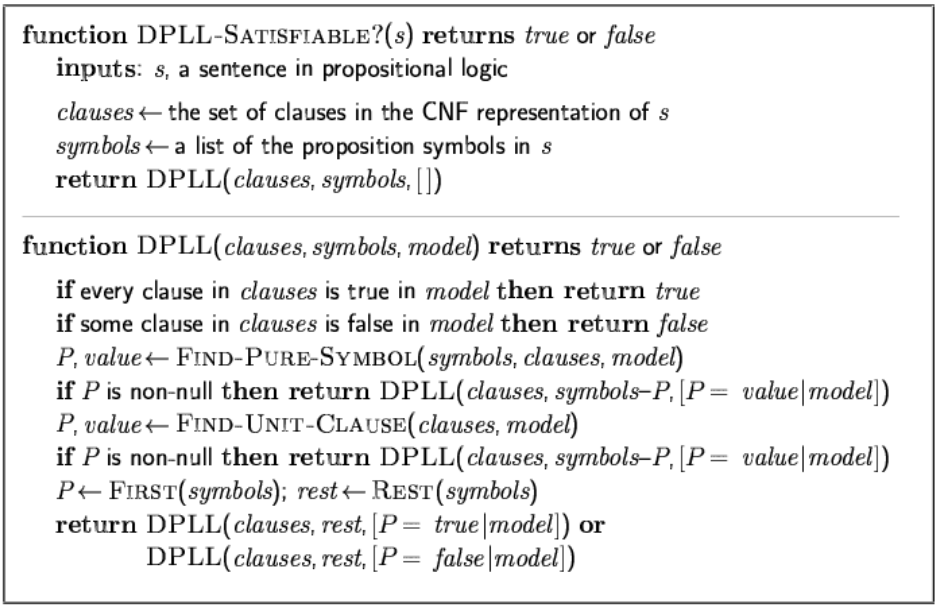 function DPLL-SATISFIABLE?(s) returns true or false
inputs: s, a sentence in propositional logic
clauses ← the set of clauses in the CNF representation of s
symbols ← a list of the proposition symbols in s
return DPLL(clauses, symbols, [])
function DPLL(clauses, symbols, model) returns true or false
if every clause in clauses is true in model then return true
if some clause in clauses is false in model then return false
P, value ← FIND-PURE-SYMBOL(symbols, clauses, model)
if P is non-null then return DPLL(clauses, symbols–P, [P = value|model])
P, value ← FIND-UNIT-CLAUSE(clauses, model)
if P is non-null then return DPLL(clauses, symbols–P, [P = value|model])
P ← FIRST(symbols); rest ← REST(symbols)
return DPLL(clauses, rest, [P = true|model]) or
DPLL(clauses, rest, [P = false|model])